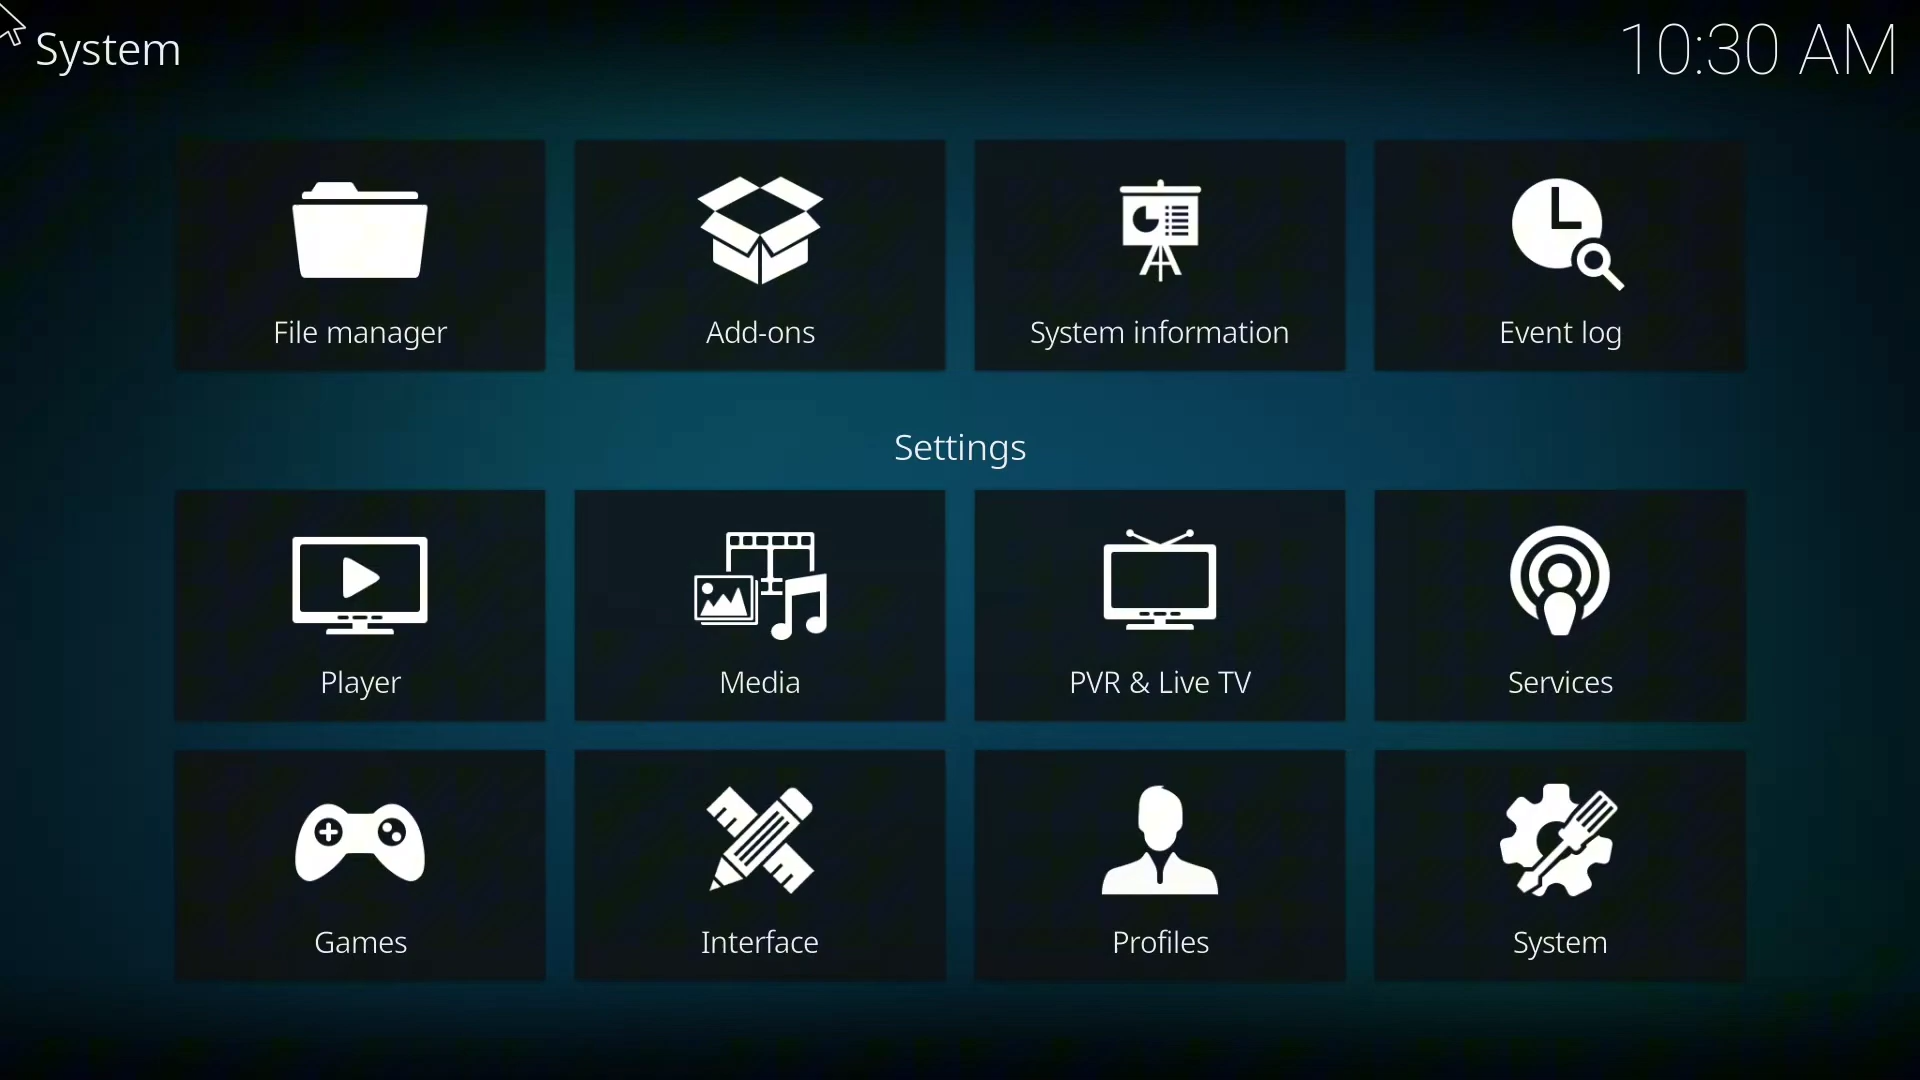 System
10:30 AM
File manager
Add-ons
System information
Event log
Settings
Player
Media
PVR & Live TV
Services
Games
Interface
Profiles
System